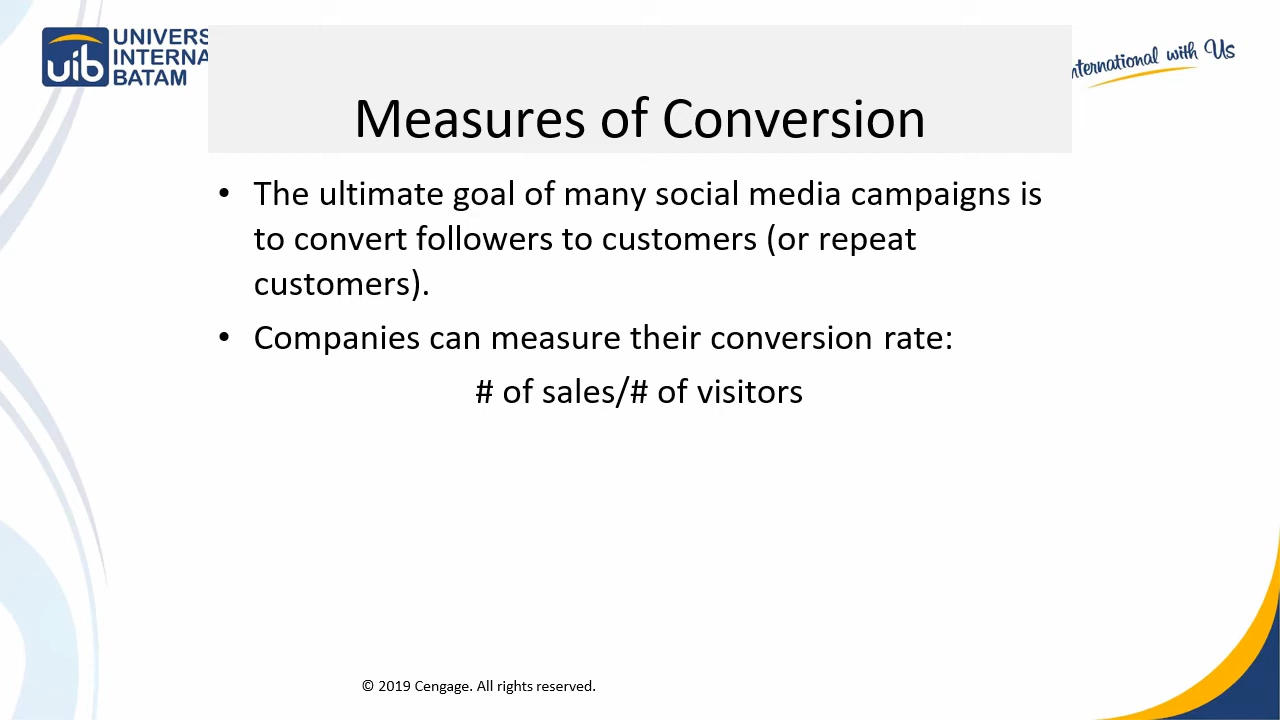 uib
UNIVERS
INTERNA
BATAM
nternational with Us
Measures of Conversion
• The ultimate goal of many social media campaigns is
to convert followers to customers (or repeat
customers).
• Companies can measure their conversion rate:
# of sales/# of visitors
© 2019 Cengage. All rights reserved.